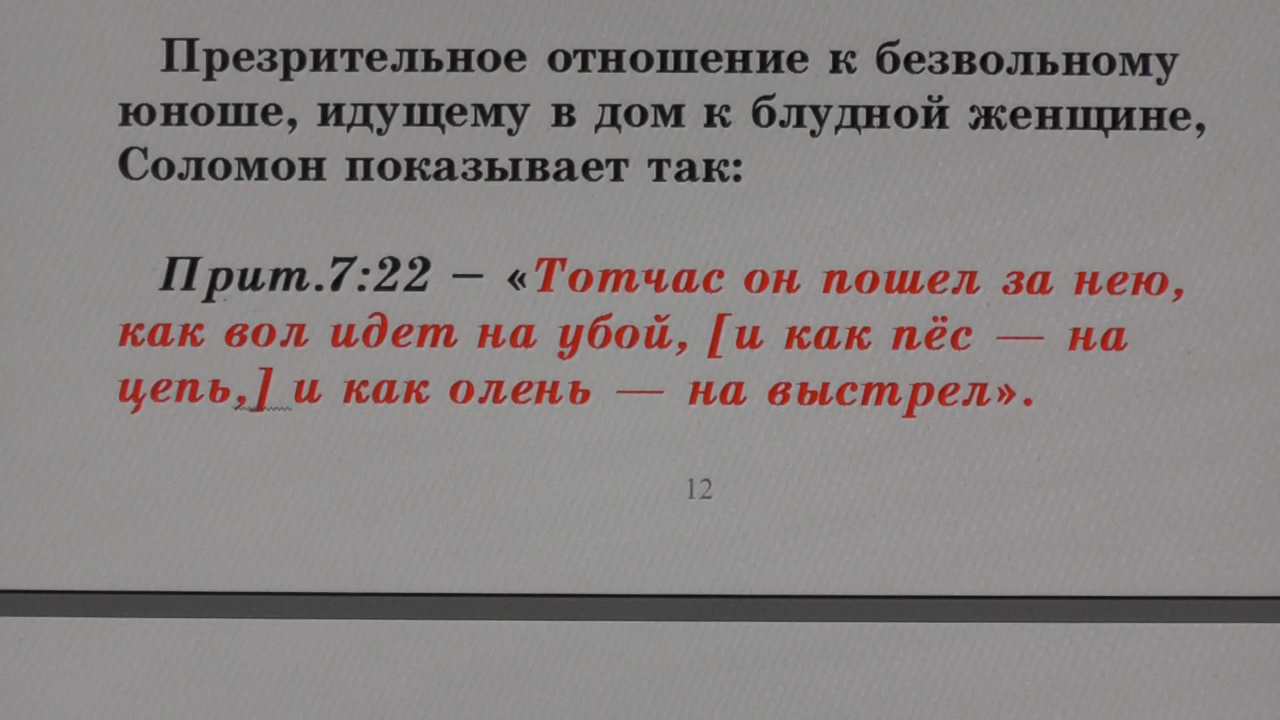 Презрительное отношение к безвольному
юноше, идущему в дом к блудной женщине,
Соломон показывает так:
Прит.7:22 – «Тотчас он пошел за нею,
как вол идет на убой, [и как пёс — на
цепь,] и как олень — на выстрел».
12